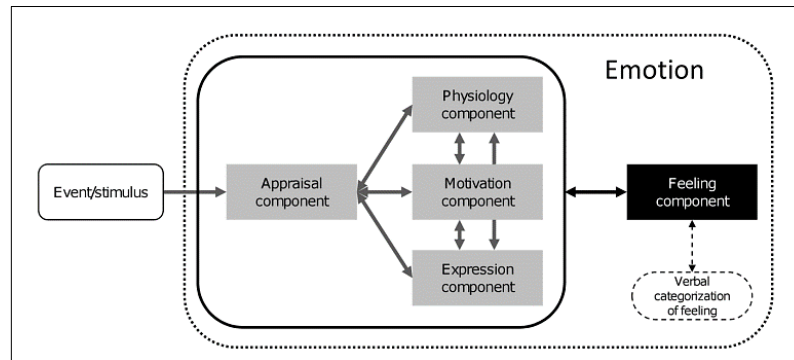 Emotion
Physiology
component
Event/stimulus
Appraisal
component
Motivation
component
Feeling
component
Expression
component
Verbal
categorization
of feeling